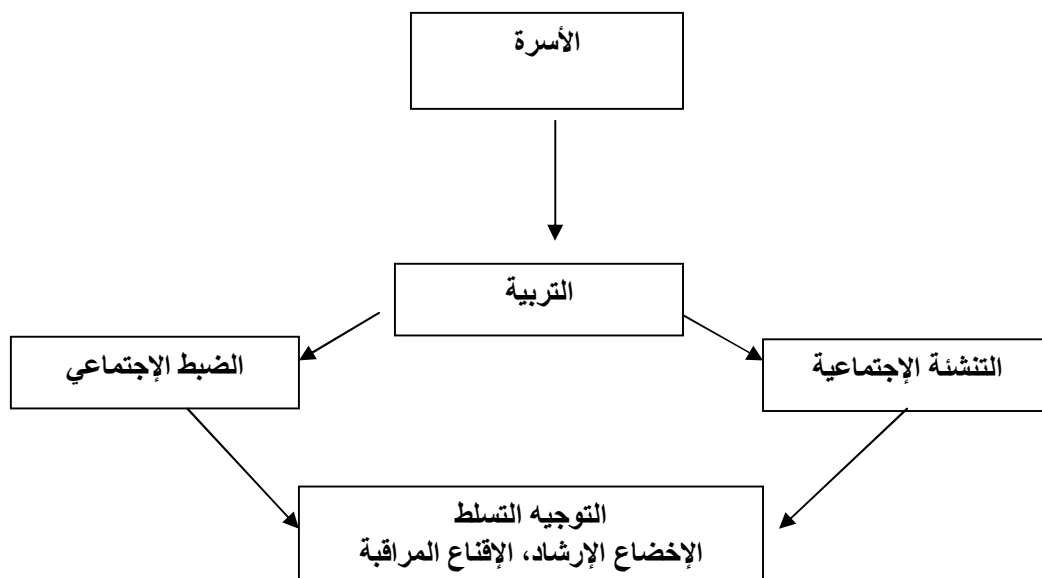 الأسرة
التربية
التنشئة الإجتماعية
الضبط الإجتماعي
التوجيه التسلط
الإخضاع الإرشاد، الإقناع المراقبة